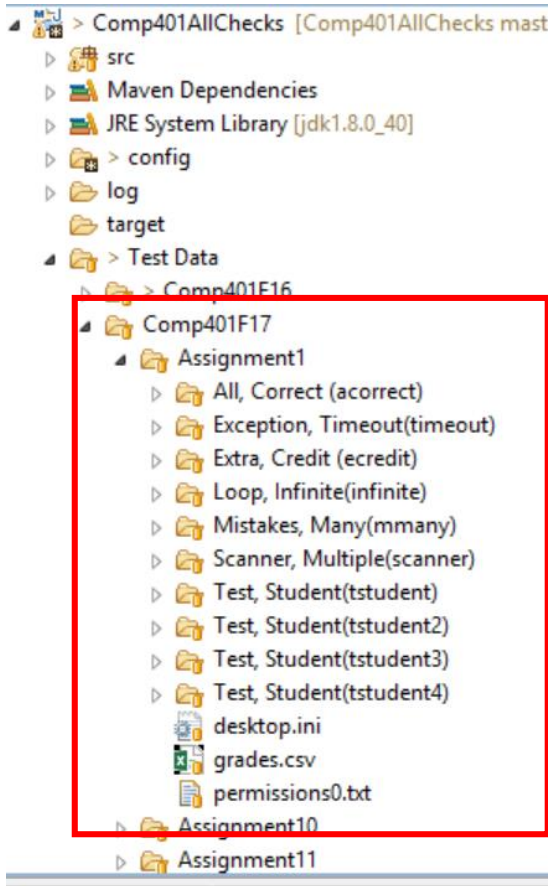 > Comp401AllChecks [Comp401AllChecks mast
src
Maven Dependencies
JRE System Library [jdk1.8.0_40]
> config
log
target
> Test Data
> Comp401F16
Comp401F17
Assignment1
All, Correct (acorrect)
Exception, Timeout(timeout)
Extra, Credit (ecredit)
Loop, Infinite(infinite)
Mistakes, Many(mmany)
Scanner, Multiple(scanner)
Test, Student(tstudent)
Test, Student(tstudent2)
Test, Student(tstudent3)
Test, Student(tstudent4)
desktop.ini
grades.csv
permissions0.txt
Assignment10
Assignment11